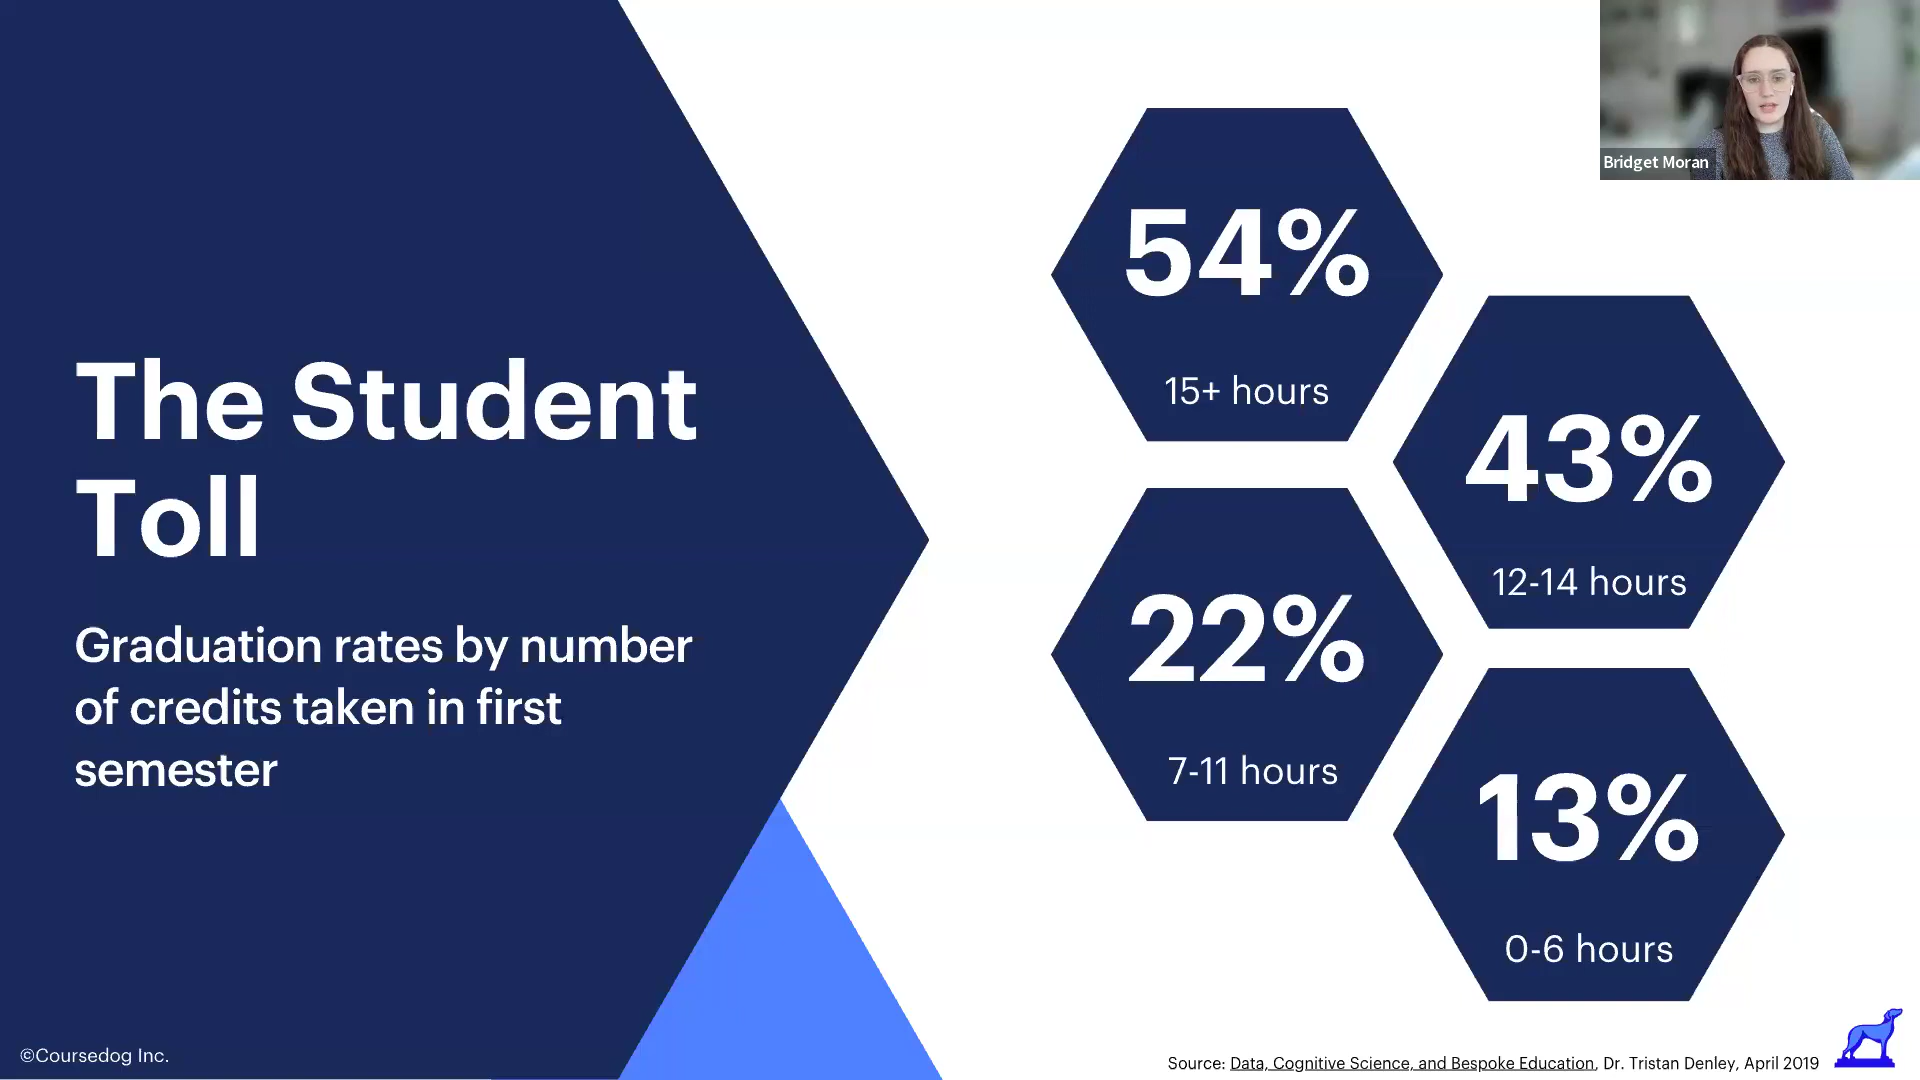 The Student
Toll
Graduation rates by number
of credits taken in first
semester
©Coursedog Inc.
54%
15+ hours
43%
12-14 hours
22%
7-11 hours
13%
0-6 hours
Bridget Moran
Source: Data, Cognitive Science, and Bespoke Education, Dr. Tristan Denley, April 2019